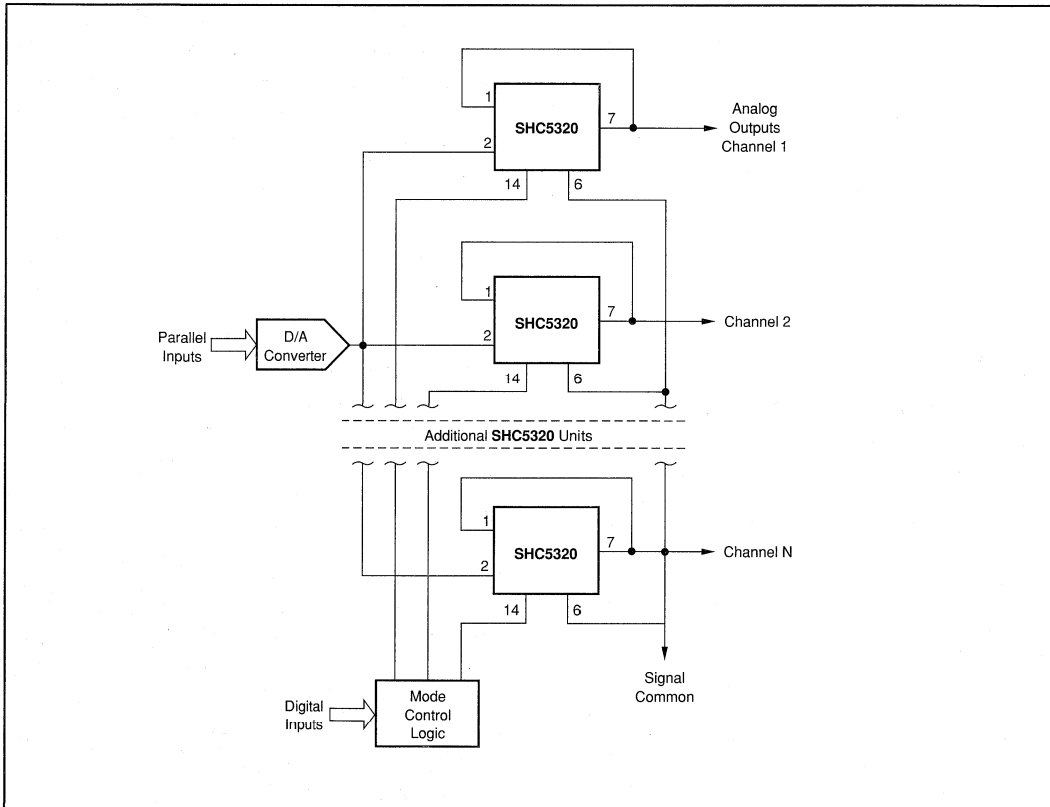 1
SHC5320
7
2
14
6
Analog
Outputs
Channel 1
1
SHC5320
7
2
14
6
Channel 2
Parallel
Inputs
D/A
Converter
Additional SHC5320 Units
1
SHC5320
7
2
14
6
Channel N
Signal
Common
Digital
Inputs
Mode
Control
Logic